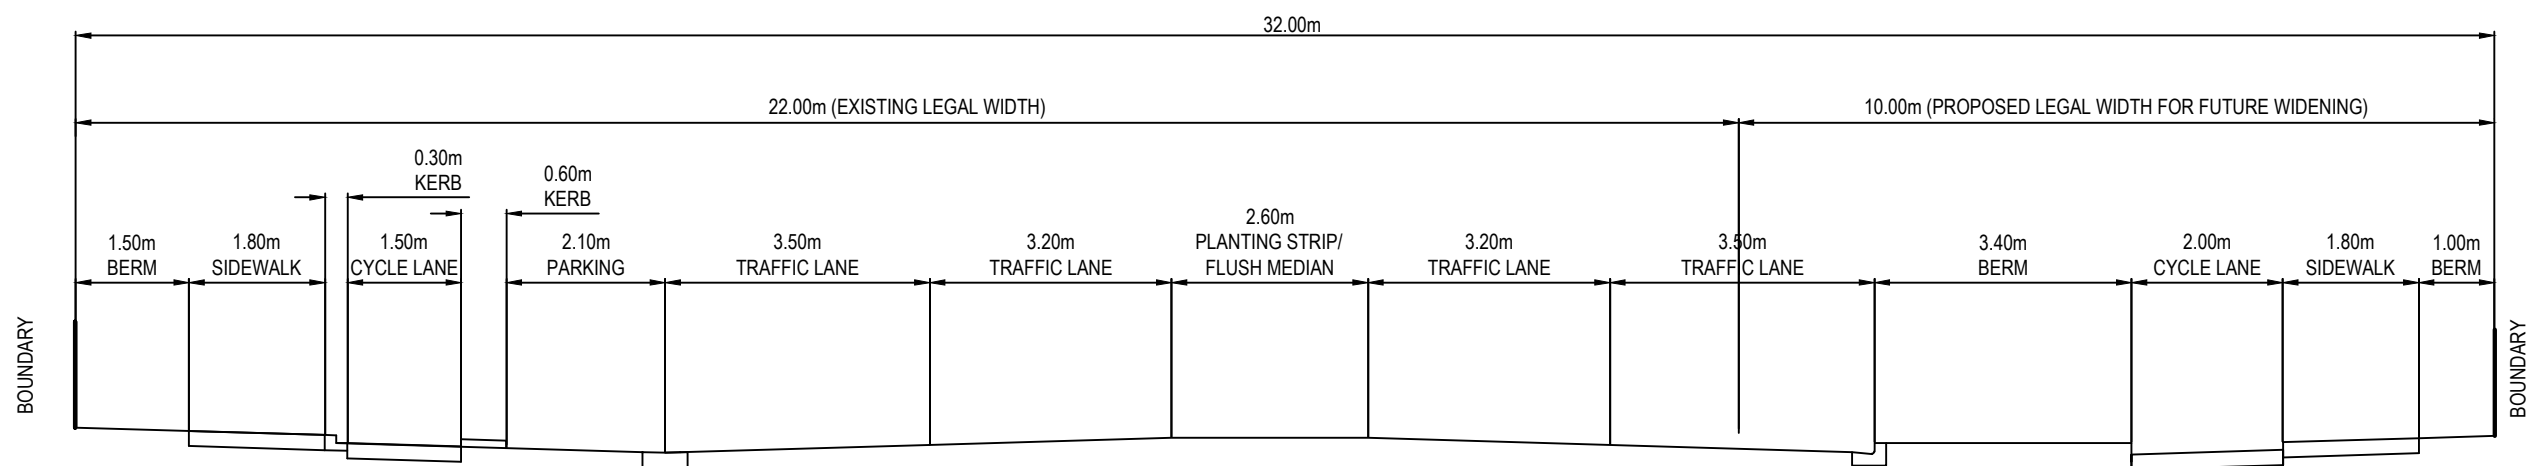 32.00m
22.00m (EXISTING LEGAL WIDTH)
10.00m (PROPOSED LEGAL WIDTH FOR FUTURE WIDENING)
0.30m
KERB
0.60m
KERB
1.50m
BERM
1.80m
SIDEWALK
1.50m
CYCLE LANE
2.10m
PARKING
3.50m
TRAFFIC LANE
3.20m
TRAFFIC LANE
2.60m
PLANTING STRIP/
FLUSH MEDIAN
3.20m
TRAFFIC LANE
3.50m
TRAFFIC LANE
3.40m
BERM
2.00m
CYCLE LANE
1.80m
SIDEWALK
1.00m
BERM
BOUNDARY
BOUNDARY